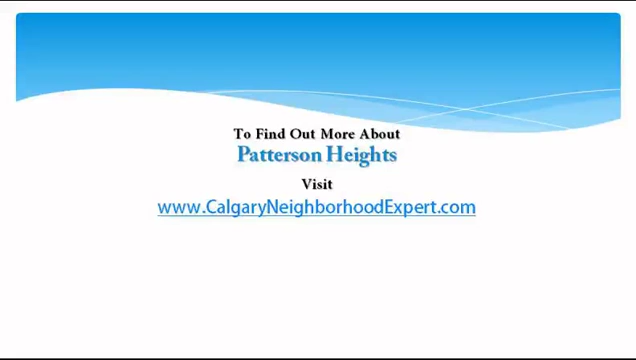 To Find Out More About
Patterson Heights
Visit
www.CalgaryNeighborhoodExpert.com